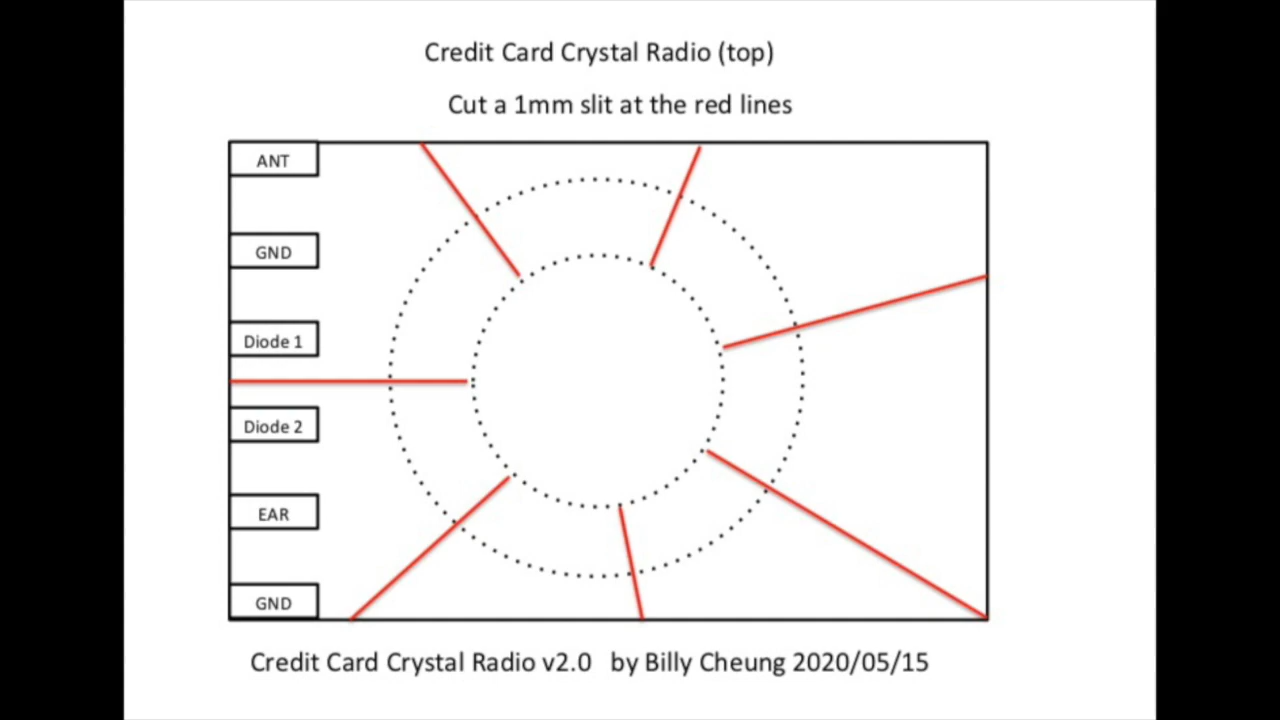 Credit Card Crystal Radio (top)
Cut a 1mm slit at the red lines
ANT
GND
Diode 1
Diode 2
EAR
GND
Credit Card Crystal Radio v2.0 by Billy Cheung 2020/05/15